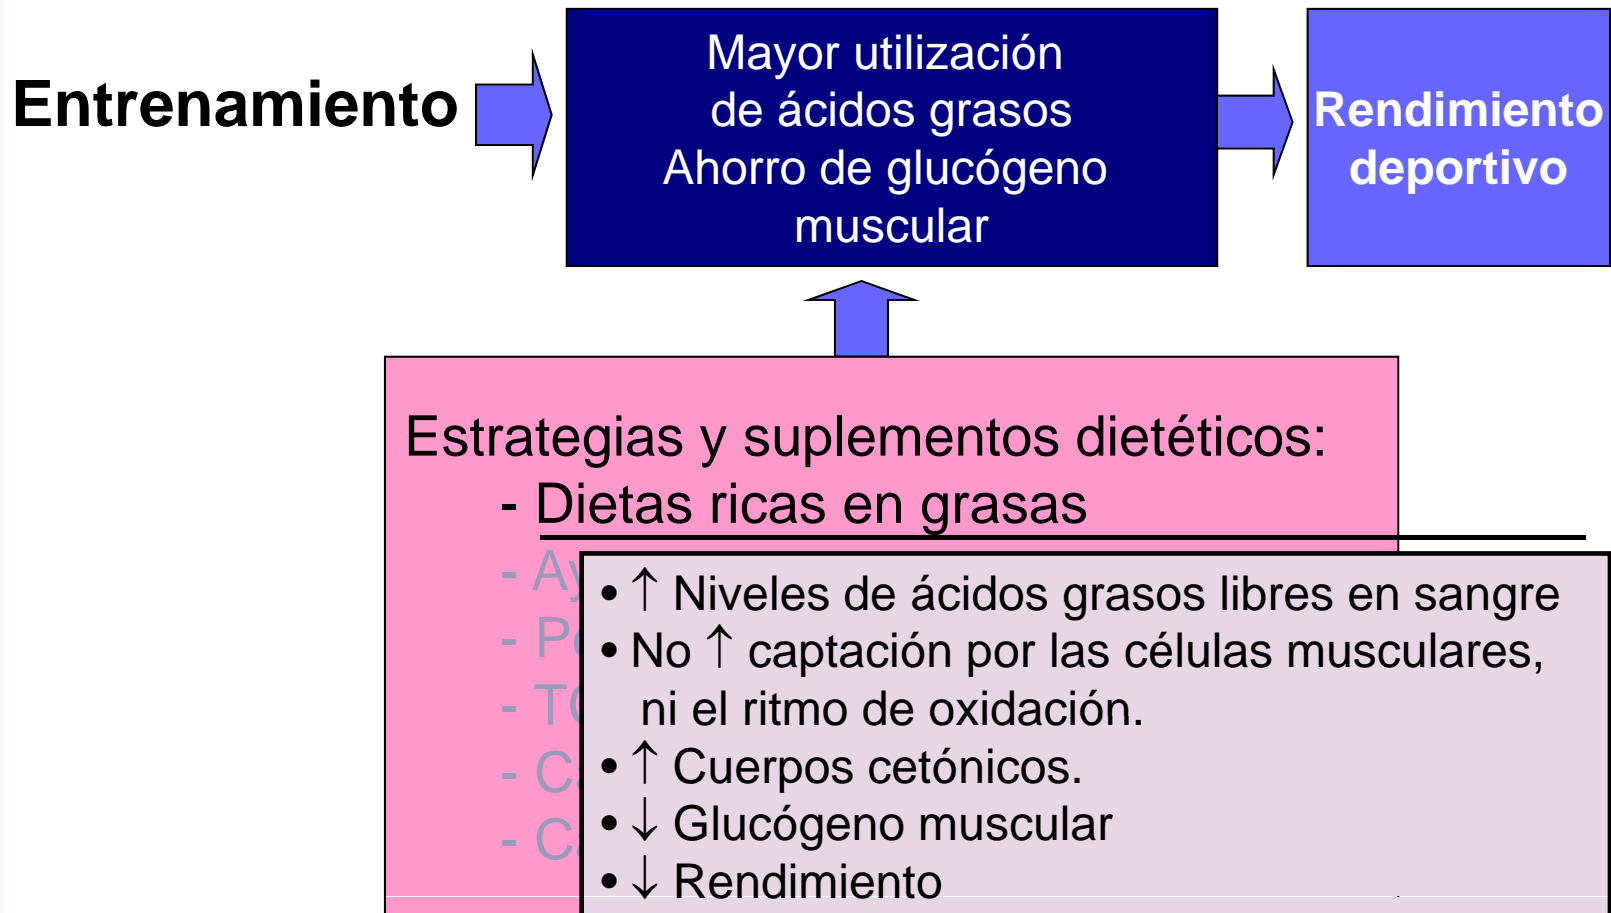 Entrenamiento
Mayor utilización
de ácidos grasos
Ahorro de glucógeno
muscular
Rendimiento
deportivo
Estrategias y suplementos dietéticos:
- Dietas ricas en grasas
-
-
-
-
-
• ↑ Niveles de ácidos grasos libres en sangre
• No ↑ captación por las células musculares,
ni el ritmo de oxidación.
• ↑ Cuerpos cetónicos.
• ↓ Glucógeno muscular
• ↓ Rendimiento